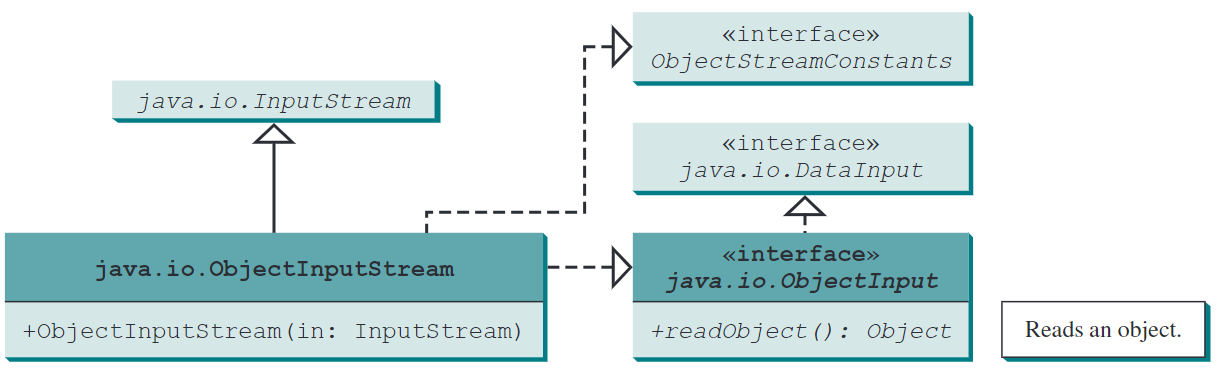 «interface»
ObjectStreamConstants
java.io.InputStream
«interface»
java.io.DataInput
java.io.ObjectInputStream
+ObjectInputStream(in: InputStream)
«interface»
java.io.ObjectInput
+readObject(): Object
Reads an object.